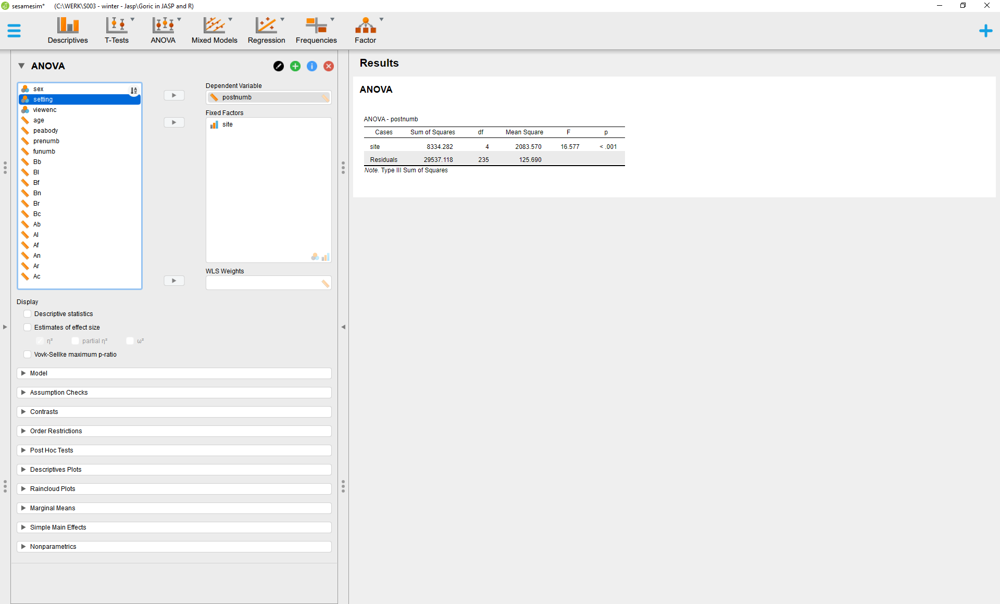 sesamesim* (C:\WERK\S003 - winter - Jasp\Goric in JASP and R)
Descriptives T-Tests ANOVA Mixed Models Regression Frequencies Factor
ANOVA
sex
setting
viewenc
age
peabody
prenumb
funumb
Bb
Bl
Bf
Bn
Br
Bc
Ab
Al
Af
An
Ar
Ac
Dependent Variable
postnumb
Fixed Factors
site
WLS Weights
Display
Descriptive statistics
Estimates of effect size
η² partial η² ω²
Vovk-Sellke maximum p-ratio
Model
Assumption Checks
Contrasts
Order Restrictions
Post Hoc Tests
Descriptives Plots
Raincloud Plots
Marginal Means
Simple Main Effects
Nonparametrics
Results
ANOVA
ANOVA - postnumb
Cases Sum of Squares df Mean Square F p
site 8334.282 4 2083.570 16.577 < .001
Residuals 29537.118 235 125.690
Note. Type III Sum of Squares